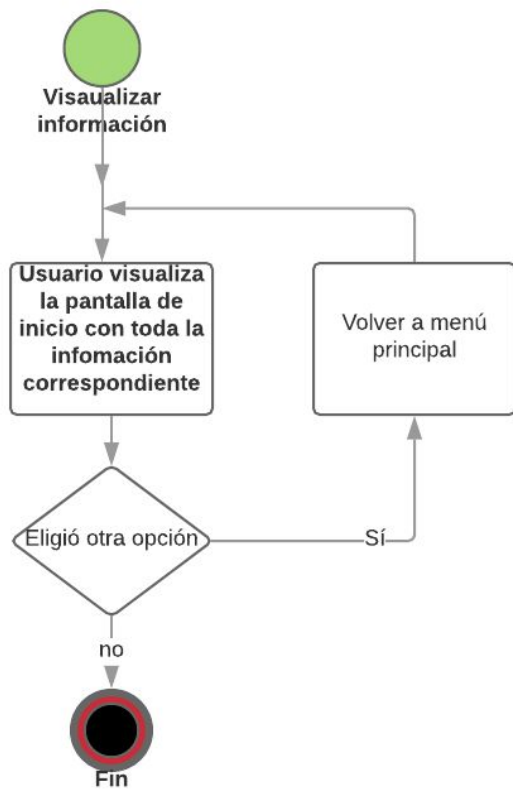 Visaualizar
información
Usuario visualiza
la pantalla de
inicio con toda la
infomación
correspondiente
Volver a menú
principal
Eligió otra opción
Sí
no
Fin